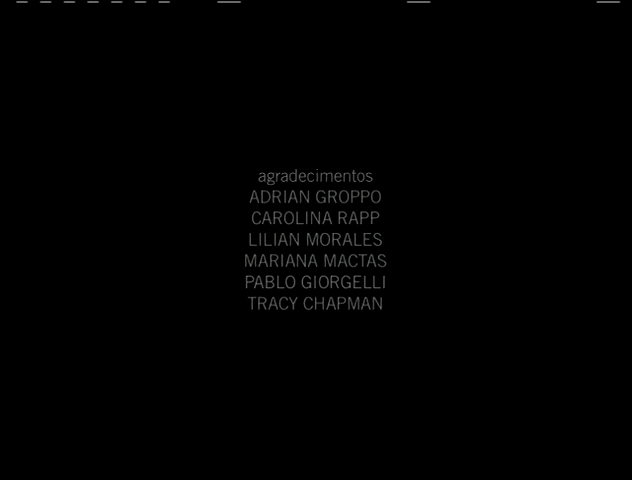 agradecimentos
ADRIAN GROPPO
CAROLINA RAPP
LILIAN MORALES
MARIANA MACTAS
PABLO GIORGELLI
TRACY CHAPMAN